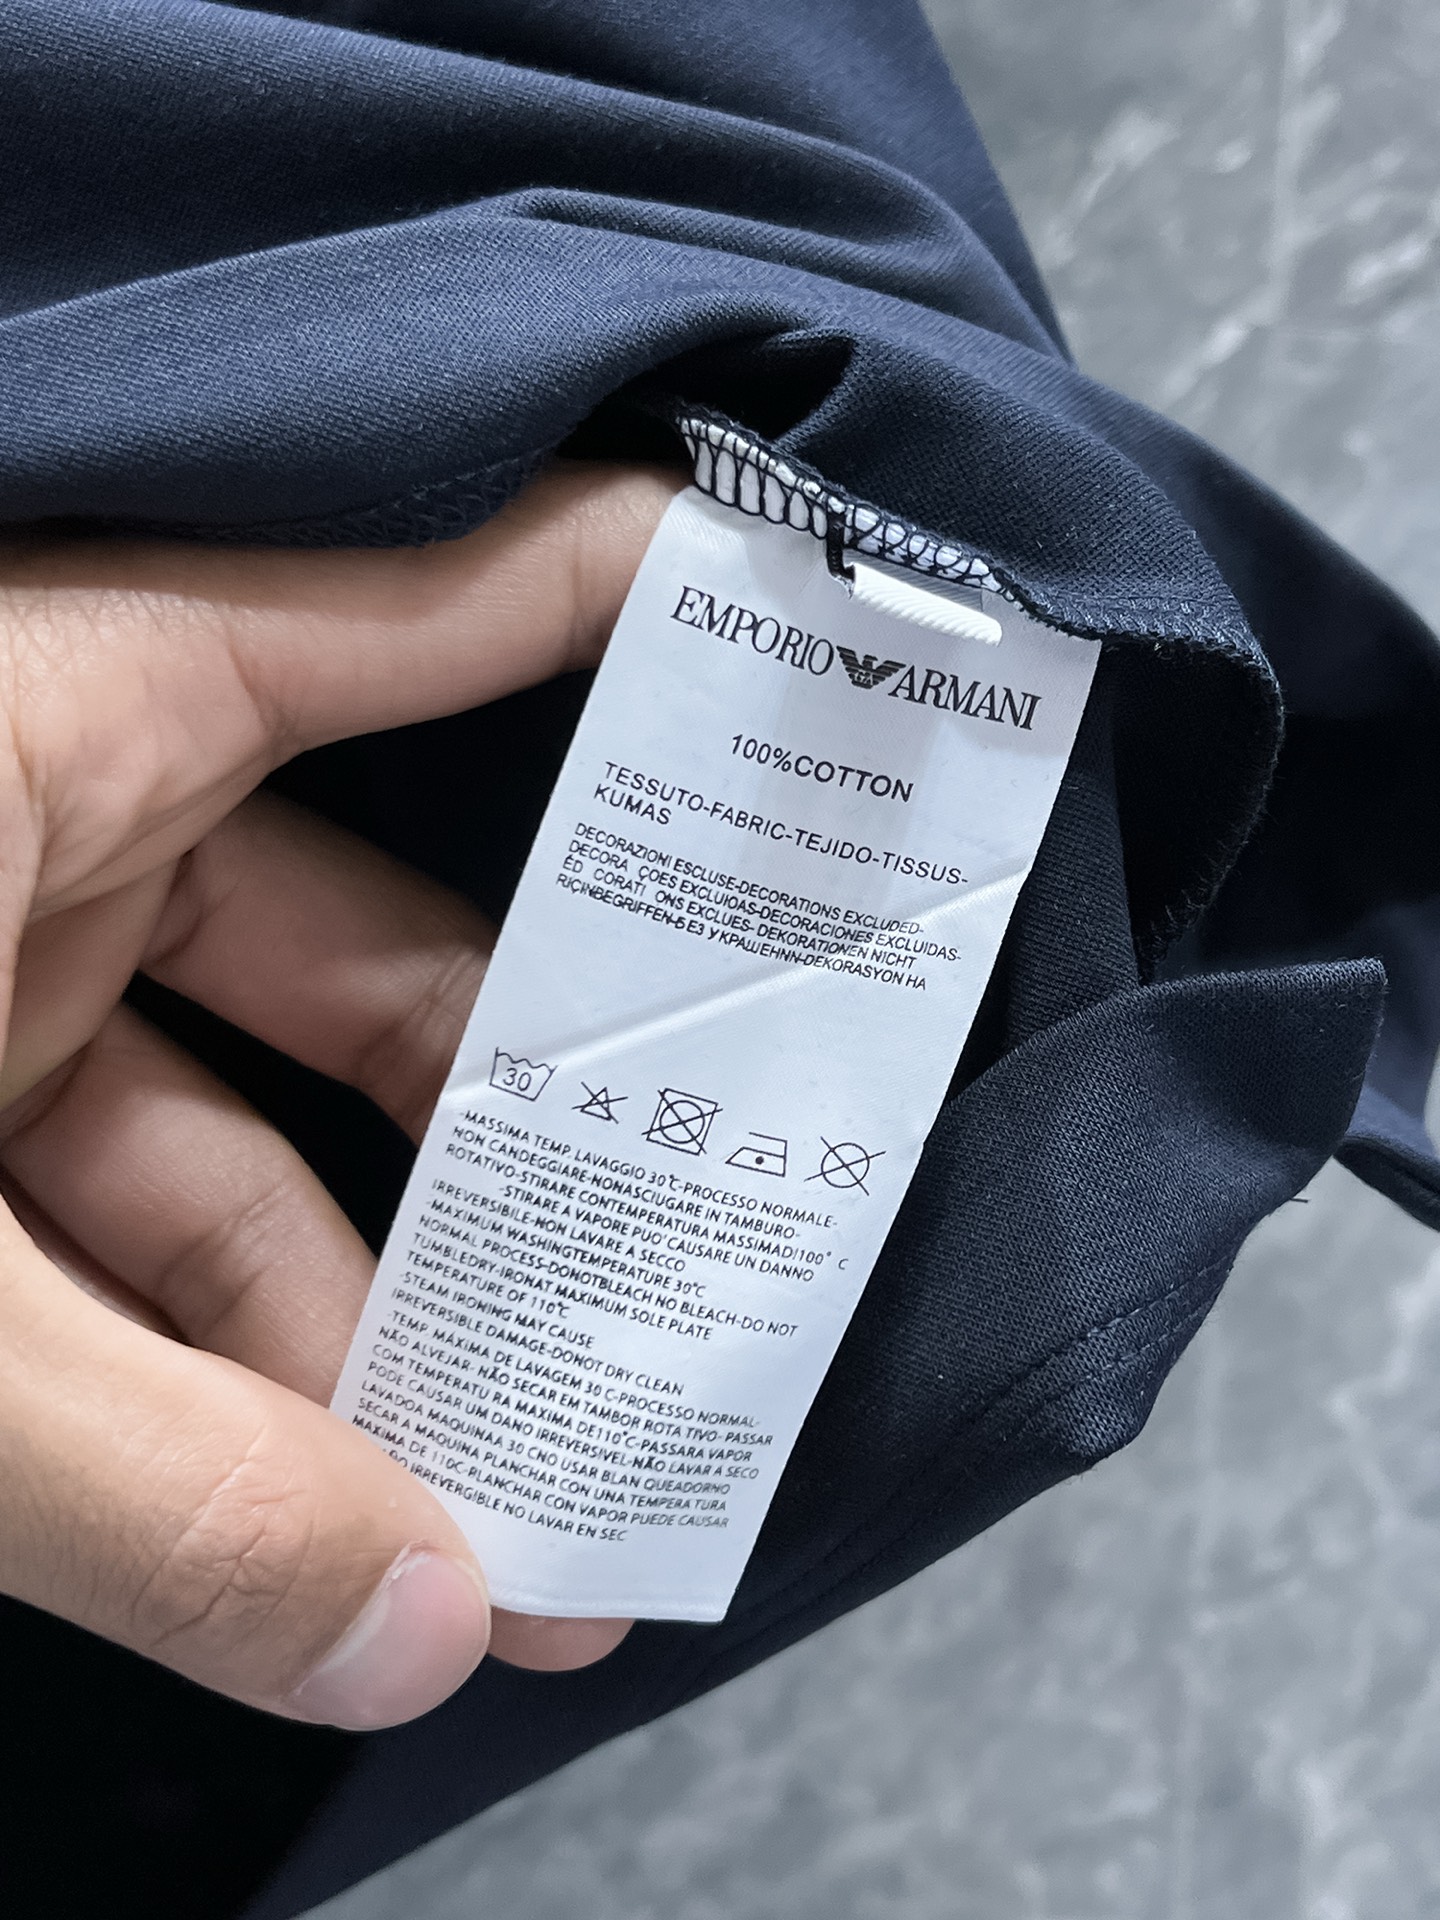 EMPORIO ARMANI
100%COTTON
TESSUTO-FABRIC-TEJIDO-TISSUS-
KUMAS
DECORAZIONI ESCLUSE-DECORATIONS EXCLUDED-
DECORA ÇOES EXCLUIOAS-DECORACIONES EXCLUIDAS-
ÉD CORATI ONS EXCLUES- DEKORATIONEN NICHT
RIÇINBEGRIFFEN-БЕЗ УКРАШЕНNN-DEKORASYON HA
30
-MASSIMA TEMP. LAVAGGIO 30℃-PROCESSO NORMALE-
NON CANDEGGIARE-NONASCIUGARE IN TAMBURO-
ROTATIVO-STIRARE CONTEMPERATURA MASSIMADI100° C
-STIRARE A VAPORE PUO'CAUSARE UN DANNO
IRREVERSIBILE-NON LAVARE A SECCO
-MAXIMUM WASHINGTEMPERATURE 30℃
NORMAL PROCESS-DONOTBLEACH NO BLEACH-DO NOT
TUMBLEDRY-IRONAT MAXIMUM SOLE PLATE
TEMPERATURE OF 110℃
-STEAM IRONING MAY CAUSE
IRREVERSIBLE DAMAGE-DONOT DRY CLEAN
-TEMP. MÁXIMA DE LAVAGEM 30 C-PROCESSO NORMAL-
NÃO ALVEJAR- NÃO SECAR EM TAMBOR ROTA TIVO- PASSAR
COM TEMPERATU RA MAXIMA DE110℃-PASSARA VAPOR
PODE CAUSAR UM DANO IRREVERSIVEL-NÃO LAVAR A SECO
LAVADOA MAQUINAA 30 CNO USAR BLAN QUEADORNO
SECAR A MAQUINA PLANCHAR CON UNA TEMPERA TURA
MAXIMA DE 110C-RLANCHAR CON VAPOR PUEDE CAUSAR
IRREVERGIBLE NO LAVAR EN SEC